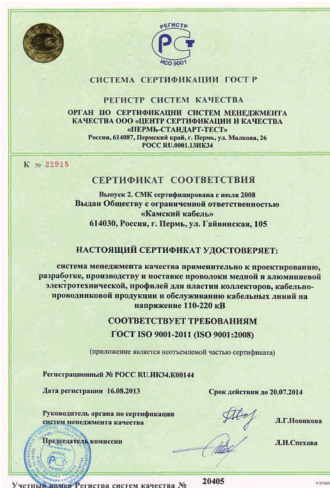 РЕГИСТР
РСТ
ИСО 9001
СИСТЕМА СЕРТИФИКАЦИИ ГОСТ Р
РЕГИСТР СИСТЕМ КАЧЕСТВА
ОРГАН ПО СЕРТИФИКАЦИИ СИСТЕМ МЕНЕДЖМЕНТА
КАЧЕСТВА ООО «ЦЕНТР СЕРТИФИКАЦИИ И КАЧЕСТВА
«ПЕРМЬ-СТАНДАРТ-ТЕСТ»
Россия, 614087, Пермский край, г. Пермь, ул. Малкова, 26
РОСС RU.0001.13ИК34
К № 22915
СЕРТИФИКАТ СООТВЕТСТВИЯ
Выпуск 2. СМК сертифицирована с июля 2008
Выдан Обществу с ограниченной ответственностью
«Камский кабель»
614030, Россия, г. Пермь, ул. Гайвинская, 105
НАСТОЯЩИЙ СЕРТИФИКАТ УДОСТОВЕРЯЕТ:
система менеджмента качества применительно к проектированию,
разработке, производству и поставке проволоки медной и алюминиевой
электротехнической, профилей для пластин коллекторов, кабельно-
проводниковой продукции и обслуживанию кабельных линий на
напряжение 110-220 кВ
СООТВЕТСТВУЕТ ТРЕБОВАНИЯМ
ГОСТ ISO 9001-2011 (ISO 9001:2008)
(приложение является неотъемлемой частью сертификата)
Регистрационный № РОСС RU.ИК34.К00144
Дата регистрации 16.08.2013 Срок действия до 20.07.2014
Руководитель органа по сертификации
систем менеджмента качества Л.Г.Новикова
Председатель комиссии Л.Н.Спехова
Учетный номер Регистра систем качества № 20405